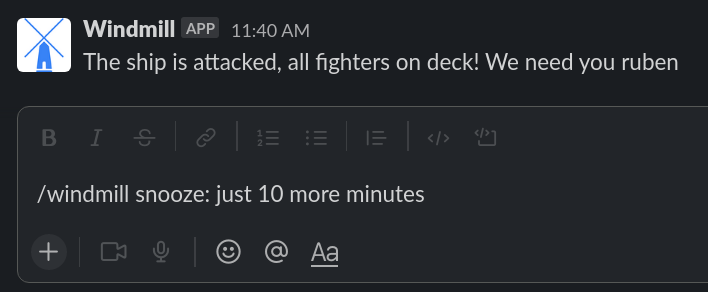 Windmill APP 11:40 AM
The ship is attacked, all fighters on deck! We need you ruben
B I S
/windmill snooze: just 10 more minutes
Aa